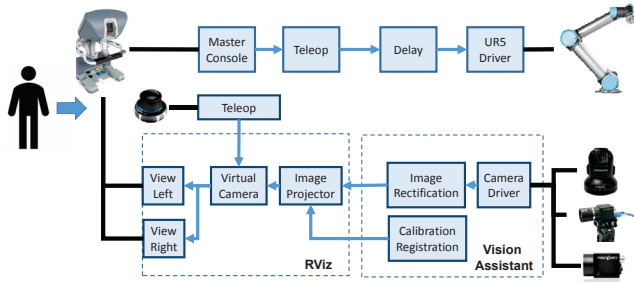 Master
Console
Teleop
Delay
UR5
Driver
Teleop
View
Left
Virtual
Camera
Image
Projector
Image
Rectification
Camera
Driver
View
Right
Calibration
Registration
RViz
Vision
Assistant